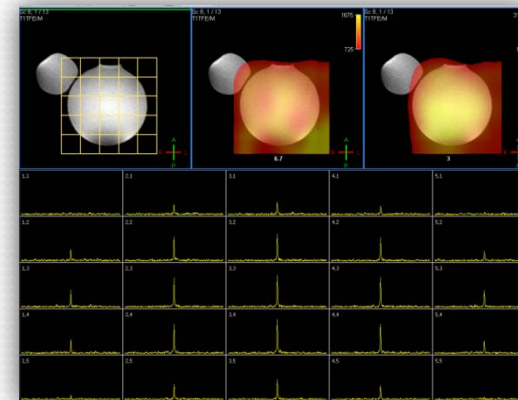 Sc 8, 1 / 13
T1TFE/M
Sc 8, 1 / 13
T1TFE/M
1675
725
A
P
6.7
Sc 8, 1 / 13
T1TFE/M
A
P
3
1,1
2,1
3,1
4,1
5,1
1,2
2,2
3,2
4,2
5,2
1,3
2,3
3,3
4,3
5,3
1,4
2,4
3,4
4,4
5,4
1,5
2,5
3,5
4,5
5,5